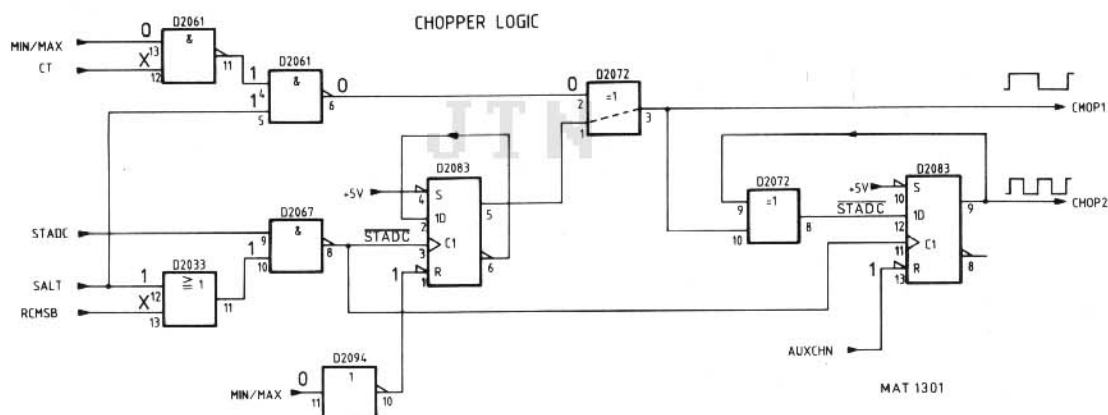 CHOPPER LOGIC
D2061
MIN/MAX 0 13 & 11
CT X 12
D2061
1 4 & 6 0
1 5
D2072
0 2 =1 3
1
CHOP1
JTN
D2083
+5V 4 S
2 1D 5
STADC 3 C1 6
1 1 R
D2067
STADC 9 & 8
1 10
D2033
SALT 1 12 ≥ 1 11
RCMSB X 13
D2072
9 =1 8
10
D2083
+5V 10 S 9
STADC 12 1D
11 C1 8
1 13 R
CHOP2
AUXCHN
D2094
MIN/MAX 0 11 1 10
MAT 1301